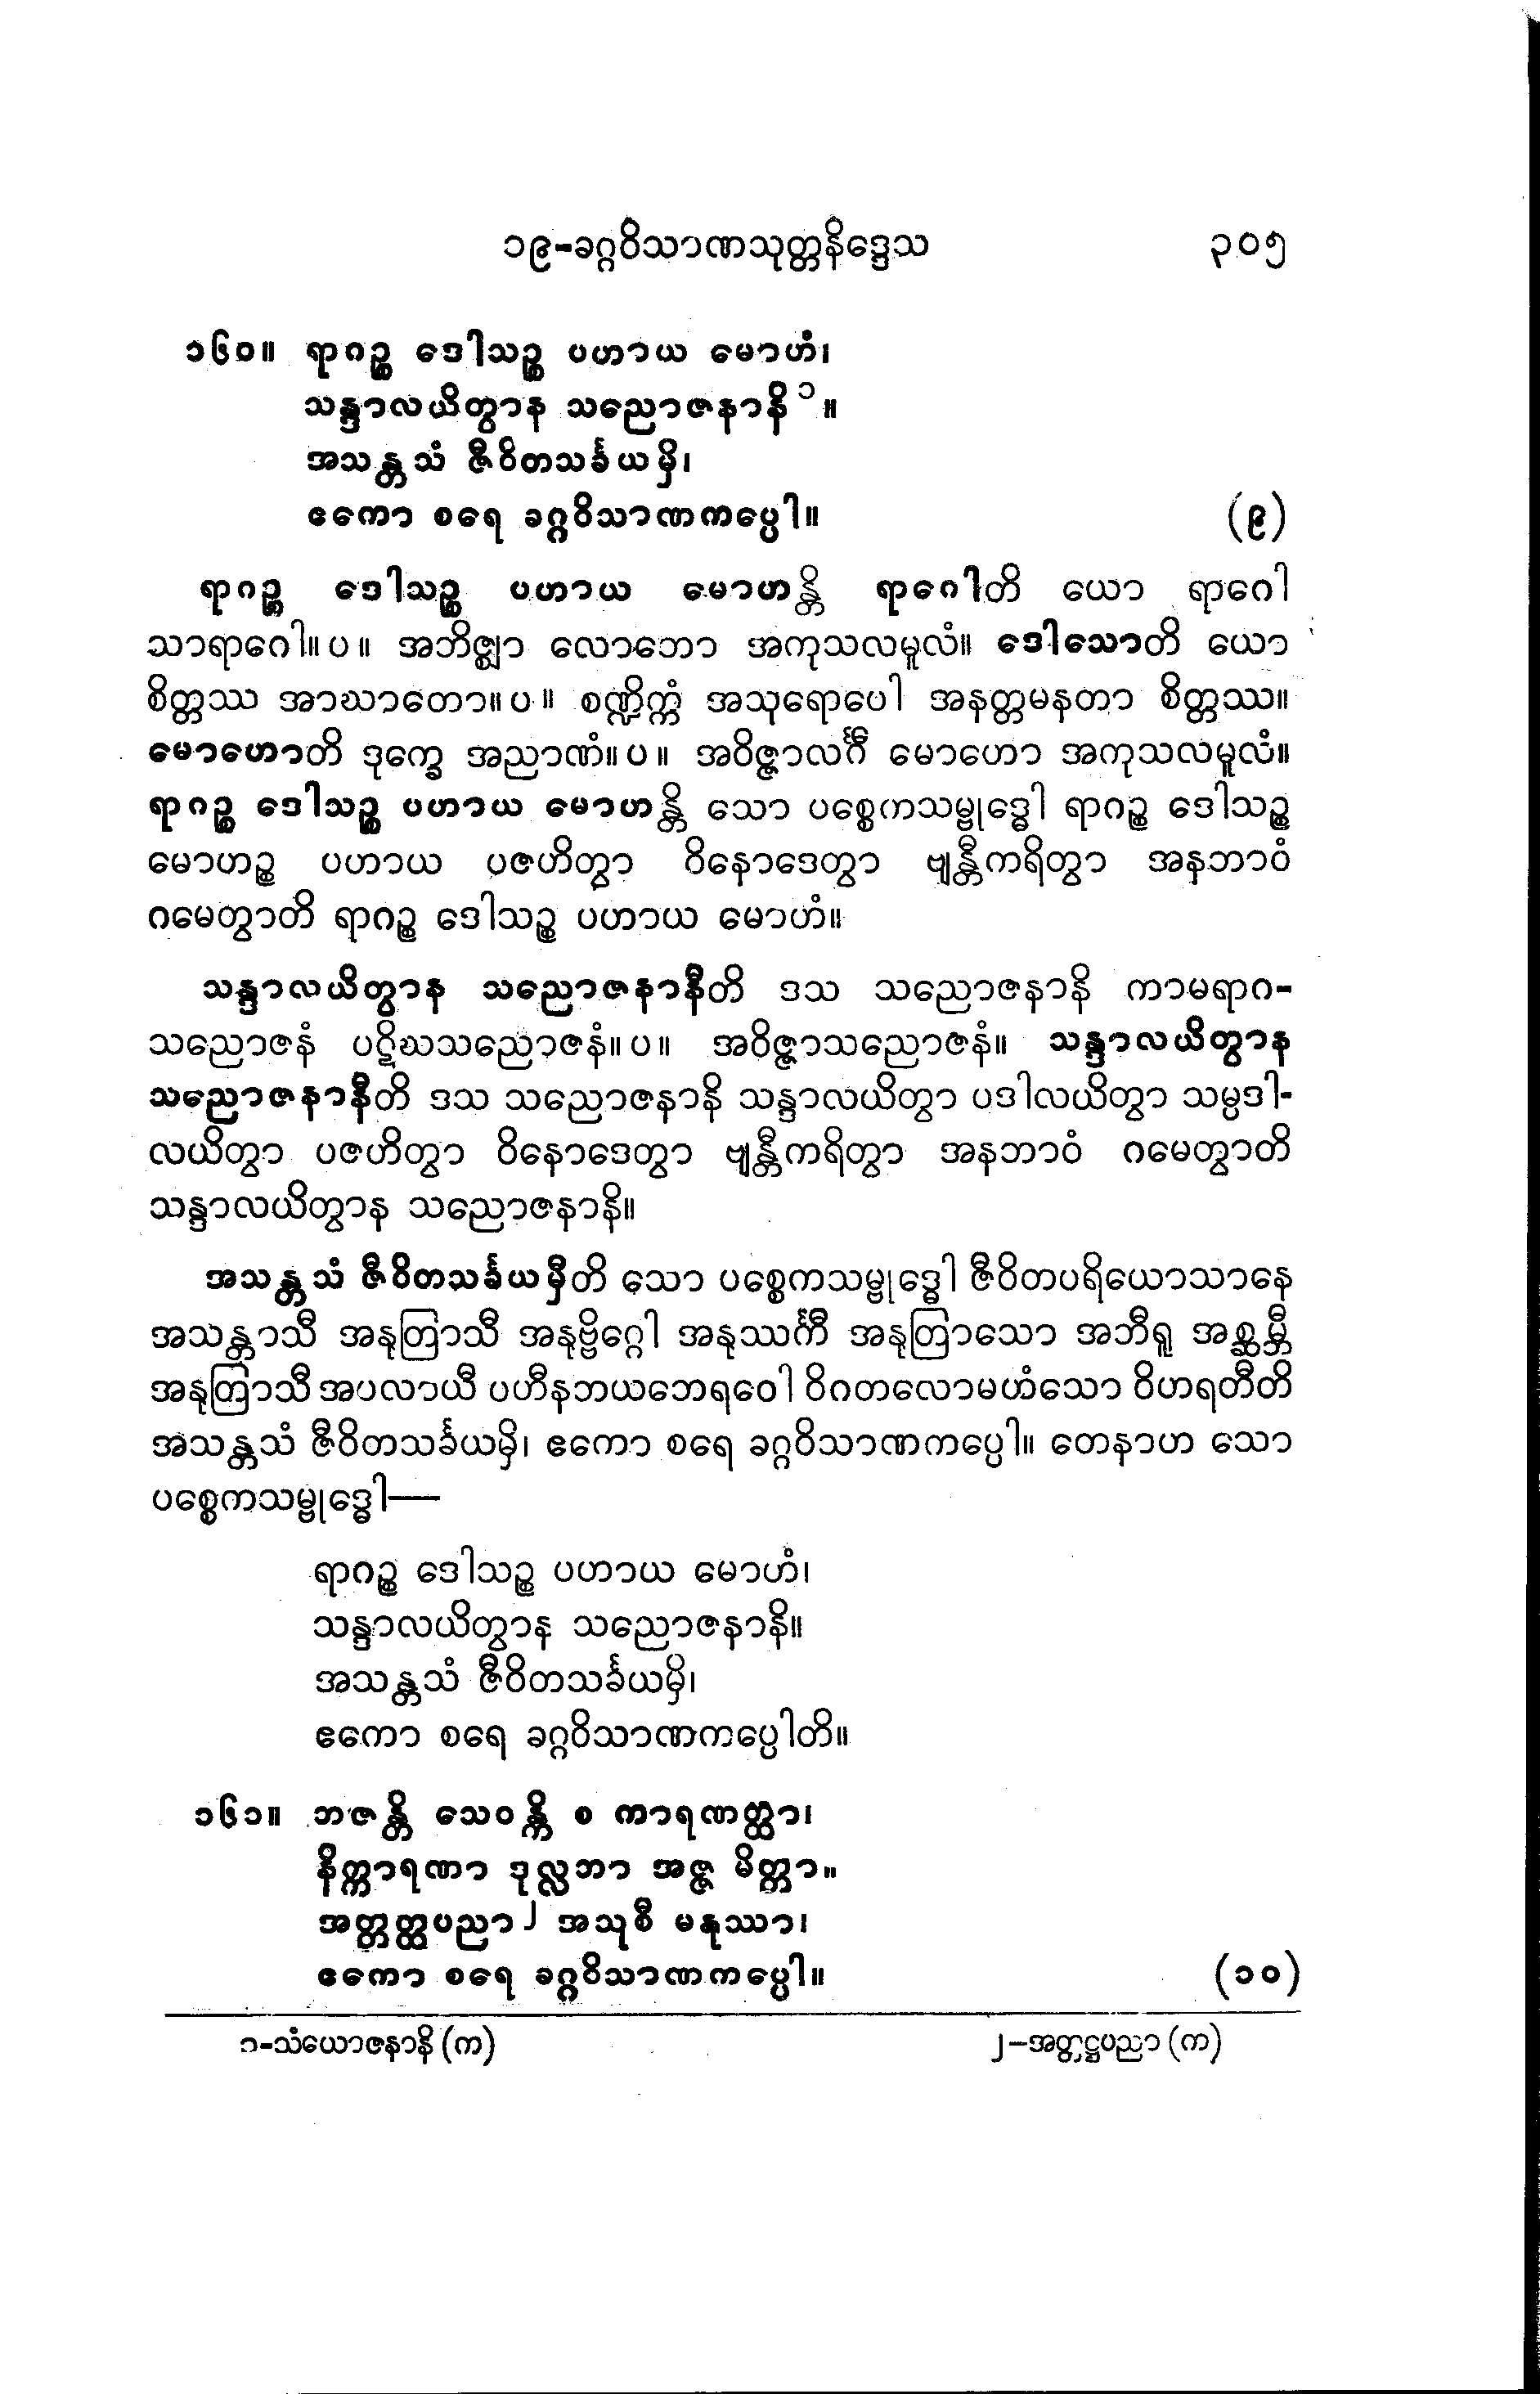 ၁၉-ခဂ္ဂဝိသာဏသုတ္တနိဒ္ဒေသ ၃၀၅
၁၆၀။ ရာဂဉ္စ ဒေါသဉ္စ ပဟာယ မောဟံ၊
သန္ဒာလယိတွာန သညောဇနာနိ ၁။
အသန္တသံ ဇီဝိတသင်္ခယမှိ၊
ဧကော စရေ ခဂ္ဂဝိသာဏကပ္ပေါ။ (၉)
ရာဂဉ္စ ဒေါသဉ္စ ပဟာယ မောဟန္တိ ရာဂေါတိ ယော ရာဂေါ
သာရာဂေါ။ပ။ အဘိဇ္ဈာ လောဘော အကုသလမူလံ။ ဒေါသောတိ ယော
စိတ္တဿ အာဃာတော။ပ။ စဏ္ဍိက္ကံ အသုရောပေါ အနတ္တမနတာ စိတ္တဿ။
မောဟောတိ ဒုက္ခေ အညာဏံ။ပ။ အဝိဇ္ဇာလင်္ဂီ မောဟော အကုသလမူလံ။
ရာဂဉ္စ ဒေါသဉ္စ ပဟာယ မောဟန္တိ သော ပစ္စေကသမ္ဗုဒ္ဓေါ ရာဂဉ္စ ဒေါသဉ္စ
မောဟဉ္စ ပဟာယ ပဇဟိတွာ ဝိနောဒေတွာ ဗျန္တီကရိတွာ အနဘာဝံ
ဂမေတွာတိ ရာဂဉ္စ ဒေါသဉ္စ ပဟာယ မောဟံ။
သန္ဒာလယိတွာန သညောဇနာနီတိ ဒသ သညောဇနာနိ ကာမရာဂ-
သညောဇနံ ပဋိဃသညောဇနံ။ပ။ အဝိဇ္ဇာသညောဇနံ။ သန္ဒာလယိတွာန
သညောဇနာနီတိ ဒသ သညောဇနာနိ သန္ဒာလယိတွာ ပဒါလယိတွာ သမ္ပဒါ-
လယိတွာ ပဇဟိတွာ ဝိနောဒေတွာ ဗျန္တီကရိတွာ အနဘာဝံ ဂမေတွာတိ
သန္ဒာလယိတွာန သညောဇနာနိ။
အသန္တသံ ဇီဝိတသင်္ခယမှီတိ သော ပစ္စေကသမ္ဗုဒ္ဓေါ ဇီဝိတပရိယောသာနေ
အသန္တာသီ အနုတြာသီ အနုဗ္ဗိဂ္ဂေါ အနုဿင်္ကီ အနုတြာသော အဘီရူ အစ္ဆမ္ဘီ
အနုတြာသီ အပလာယီ ပဟီနဘယဘေရဝေါ ဝိဂတလောမဟံသော ဝိဟရတီတိ
အသန္တသံ ဇီဝိတသင်္ခယမှိ၊ ဧကော စရေ ခဂ္ဂဝိသာဏကပ္ပေါ။ တေနာဟ သော
ပစ္စေကသမ္ဗုဒ္ဓေါ—
ရာဂဉ္စ ဒေါသဉ္စ ပဟာယ မောဟံ၊
သန္ဒာလယိတွာန သညောဇနာနိ။
အသန္တသံ ဇီဝိတသင်္ခယမှိ၊
ဧကော စရေ ခဂ္ဂဝိသာဏကပ္ပေါတိ။
၁၆၁။ ဘဇန္တိ သေဝန္တိ စ ကာရဏတ္ထာ၊
နိက္ကာရဏာ ဒုလ္လဘာ အဇ္ဇ မိတ္တာ။
အတ္တတ္ထပညာ ၂ အသုစီ မနုဿာ၊
ဧကော စရေ ခဂ္ဂဝိသာဏကပ္ပေါ။ (၁၀)
၁-သံယောဇနာနိ (က) ၂—အတ္တဋ္ဌပညာ (က)